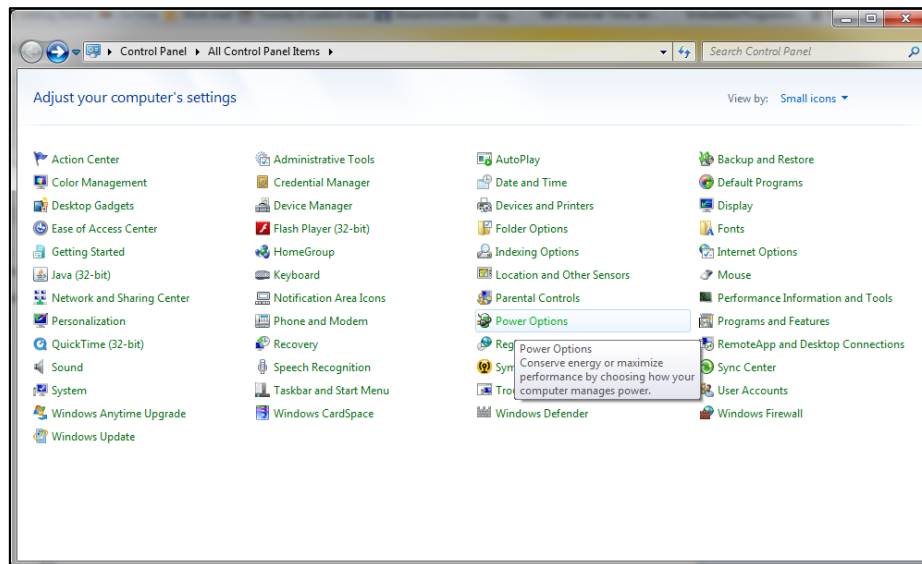 Control Panel All Control Panel Items Search Control Panel
Adjust your computer's settings View by: Small icons
Action Center Administrative Tools AutoPlay Backup and Restore
Color Management Credential Manager Date and Time Default Programs
Desktop Gadgets Device Manager Devices and Printers Display
Ease of Access Center Flash Player (32-bit) Folder Options Fonts
Getting Started HomeGroup Indexing Options Internet Options
Java (32-bit) Keyboard Location and Other Sensors Mouse
Network and Sharing Center Notification Area Icons Parental Controls Performance Information and Tools
Personalization Phone and Modem Power Options Programs and Features
QuickTime (32-bit) Recovery Reg Power Options RemoteApp and Desktop Connections
Conserve energy or maximize
Sound Speech Recognition Sym performance by choosing how your Sync Center
System Taskbar and Start Menu Tro computer manages power. User Accounts
Windows Anytime Upgrade Windows CardSpace Windows Defender Windows Firewall
Windows Update